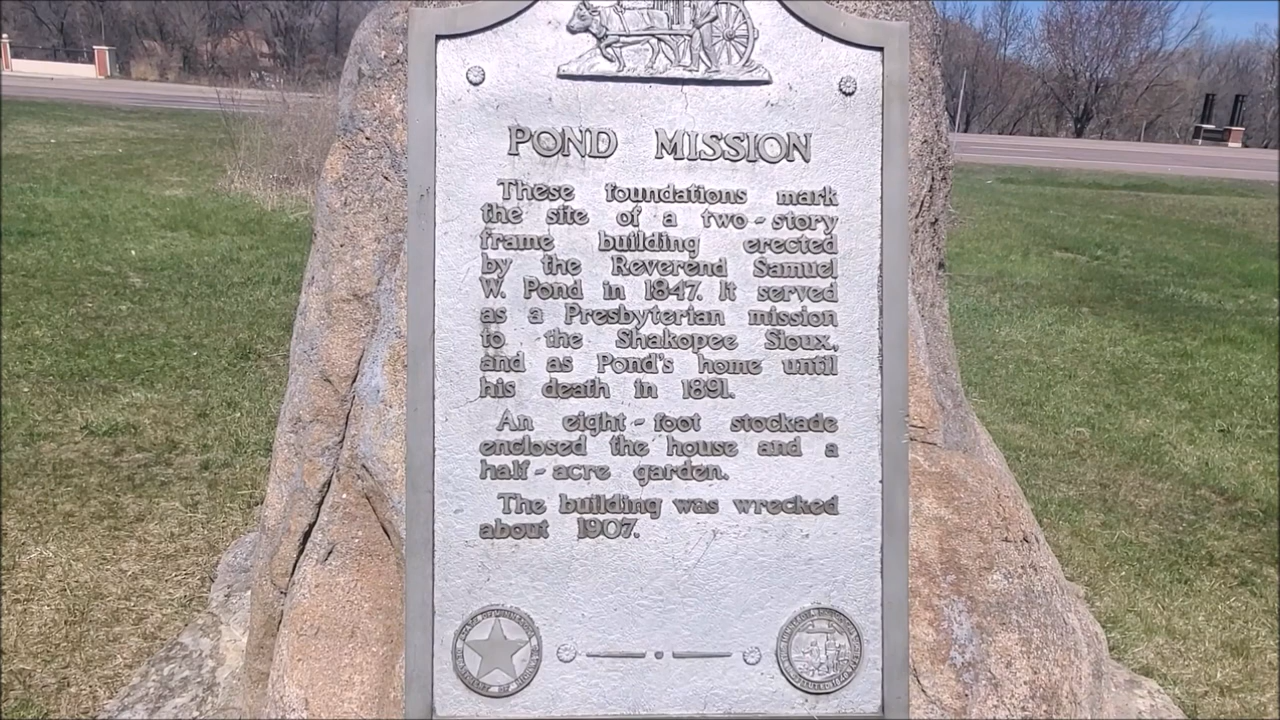 POND MISSION
These foundations mark
the site of a two-story
frame building erected
by the Reverend Samuel
W. Pond in 1847. It served
as a Presbyterian mission
to the Shakopee Sioux,
and as Pond's home until
his death in 1891.
An eight-foot stockade
enclosed the house and a
half-acre garden.
The building was wrecked
about 1907.